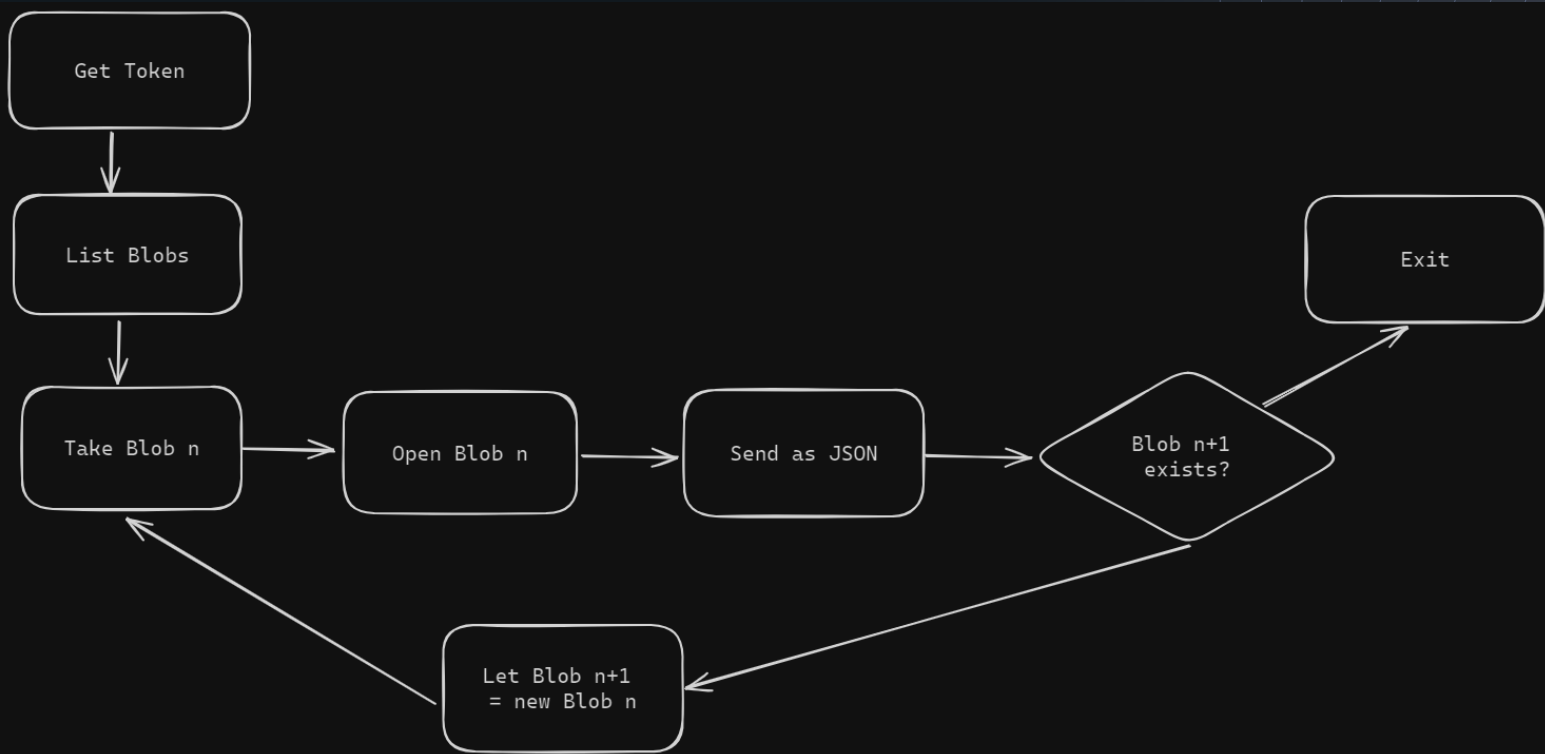 Get Token
List Blobs
Exit
Take Blob n
Open Blob n
Send as JSON
Blob n+1
exists?
Let Blob n+1
= new Blob n